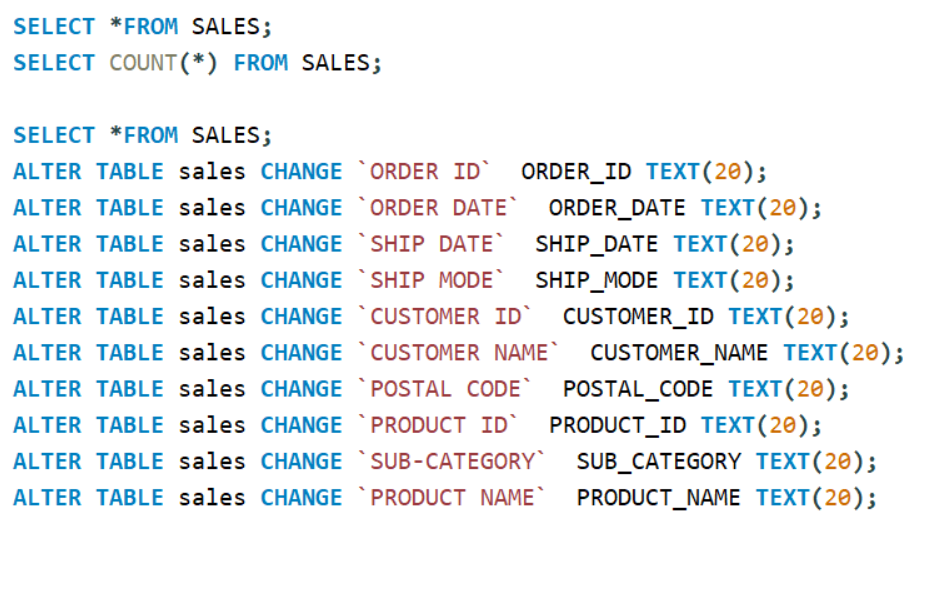 SELECT *FROM SALES;
SELECT COUNT(*) FROM SALES;
SELECT *FROM SALES;
ALTER TABLE sales CHANGE `ORDER ID`  ORDER_ID TEXT(20);
ALTER TABLE sales CHANGE `ORDER DATE`  ORDER_DATE TEXT(20);
ALTER TABLE sales CHANGE `SHIP DATE`  SHIP_DATE TEXT(20);
ALTER TABLE sales CHANGE `SHIP MODE`  SHIP_MODE TEXT(20);
ALTER TABLE sales CHANGE `CUSTOMER ID`  CUSTOMER_ID TEXT(20);
ALTER TABLE sales CHANGE `CUSTOMER NAME`  CUSTOMER_NAME TEXT(20);
ALTER TABLE sales CHANGE `POSTAL CODE`  POSTAL_CODE TEXT(20);
ALTER TABLE sales CHANGE `PRODUCT ID`  PRODUCT_ID TEXT(20);
ALTER TABLE sales CHANGE `SUB-CATEGORY`  SUB_CATEGORY TEXT(20);
ALTER TABLE sales CHANGE `PRODUCT NAME`  PRODUCT_NAME TEXT(20);